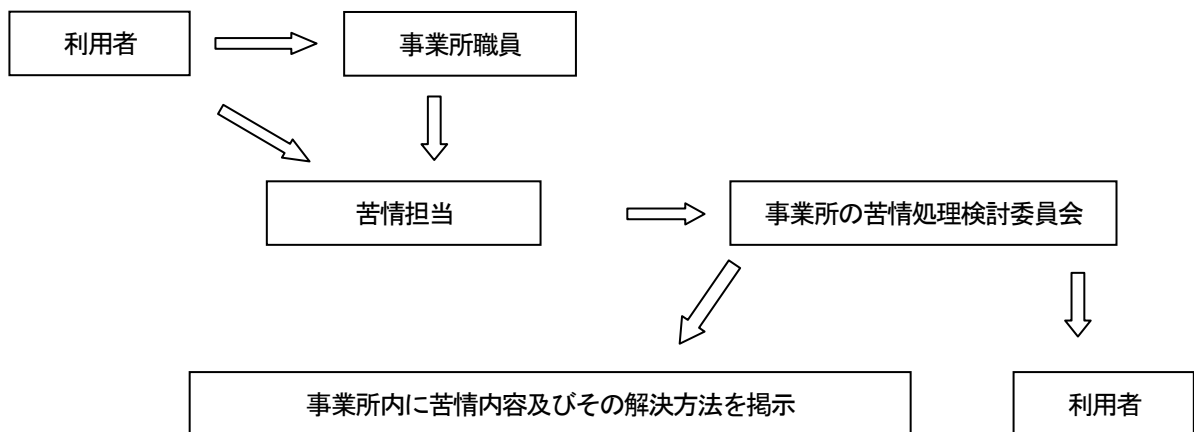 利用者
事業所職員
苦情担当
事業所の苦情処理検討委員会
事業所内に苦情内容及びその解決方法を掲示
利用者